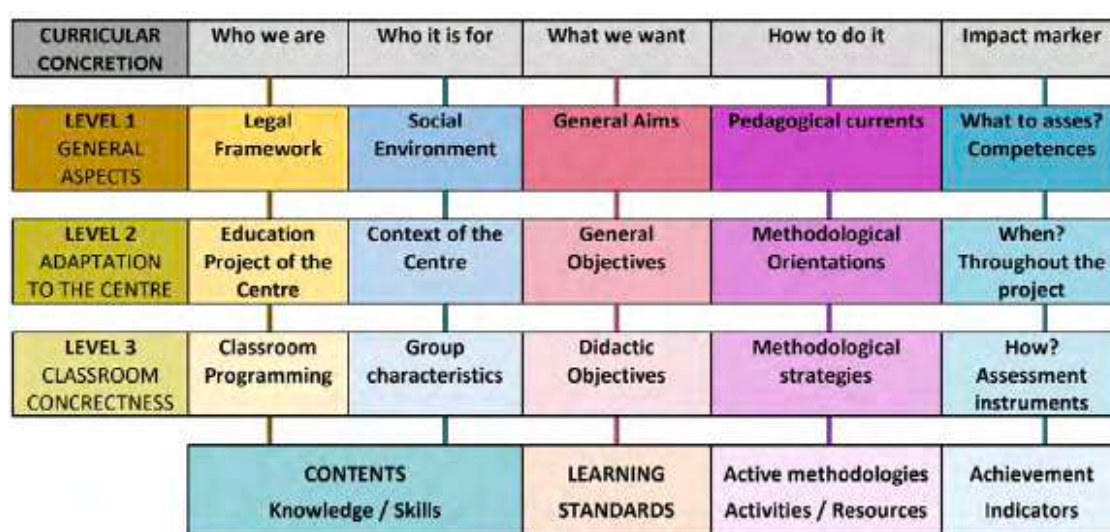 CURRICULAR
CONCRETION
Who we are
Who it is for
What we want
How to do it
Impact marker
LEVEL 1
GENERAL
ASPECTS
Legal
Framework
Social
Environment
General Aims
Pedagogical currents
What to asses?
Competences
LEVEL 2
ADAPTATION
TO THE CENTRE
Education
Project of the
Centre
Context of the
Centre
General
Objectives
Methodological
Orientations
When?
Throughout the
project
LEVEL 3
CLASSROOM
CONCRECTNESS
Classroom
Programming
Group
characteristics
Didactic
Objectives
Methodological
strategies
How?
Assessment
instruments
CONTENTS
Knowledge / Skills
LEARNING
STANDARDS
Active methodologies
Activities / Resources
Achievement
Indicators